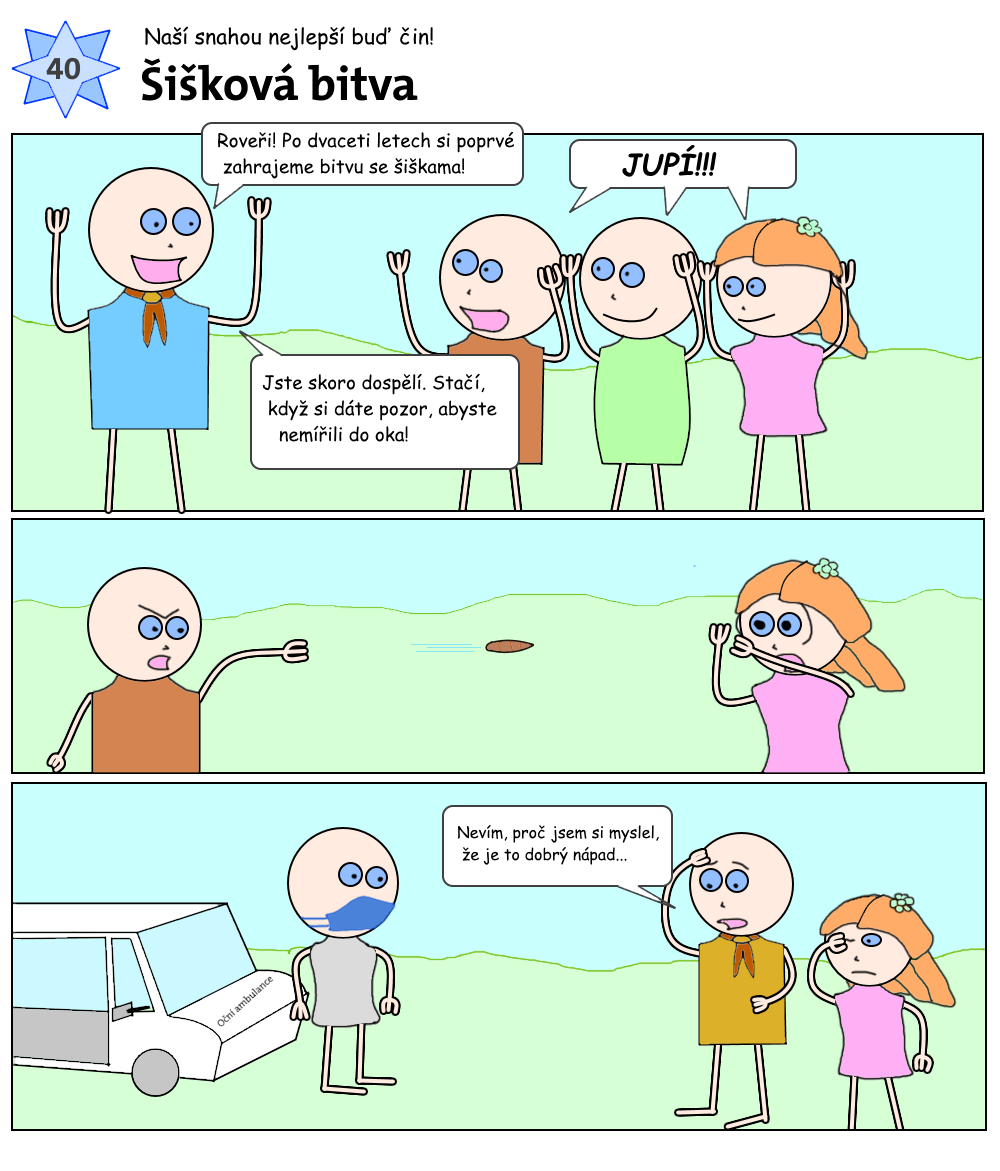 Naší snahou nejlepší buď čin!
40
Šišková bitva
Roveři! Po dvaceti letech si poprvé
zahrajeme bitvu se šiškama!
JUPÍ!!!
Jste skoro dospělí. Stačí,
když si dáte pozor, abyste
nemířili do oka!
Nevím, proč jsem si myslel,
že je to dobrý nápad...
Oční ambulance